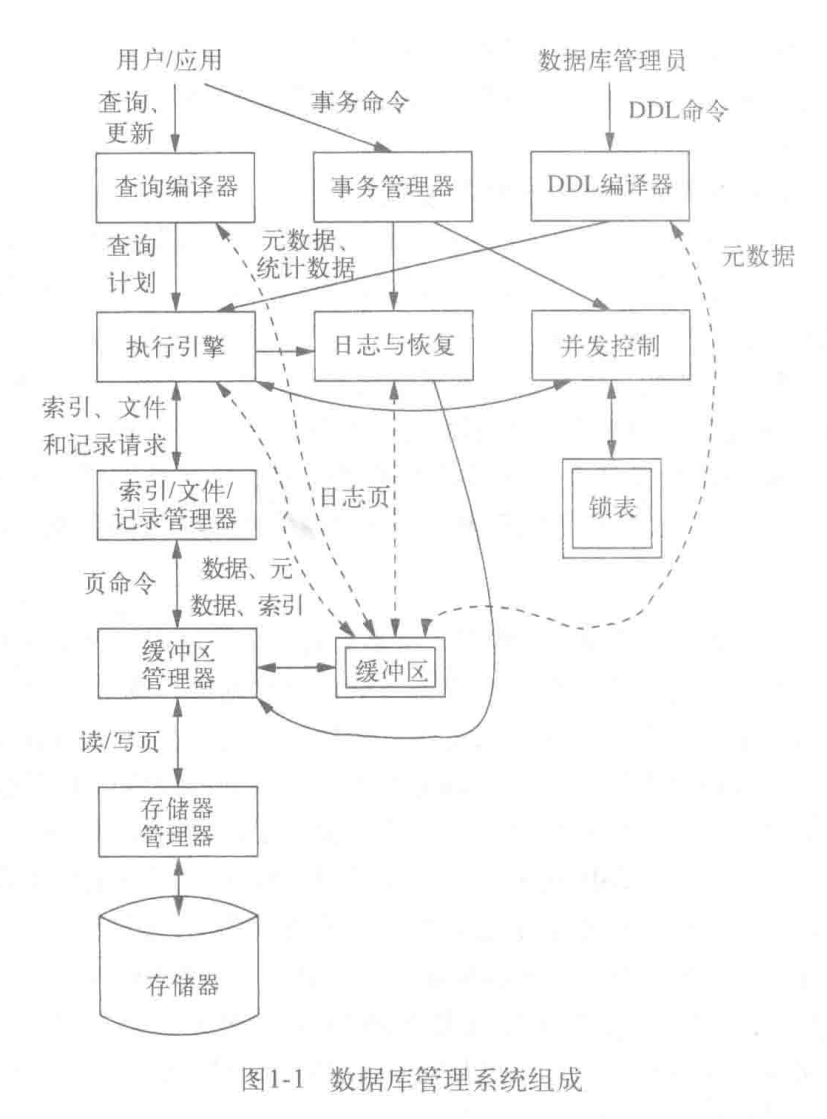 用户/应用
数据库管理员
查询、
更新
事务命令
DDL命令
查询编译器
事务管理器
DDL编译器
查询
计划
元数据、
统计数据
元数据
执行引擎
日志与恢复
并发控制
索引、文件
和记录请求
索引/文件/
记录管理器
日志页
锁表
页命令
数据、元
数据、索引
缓冲区
管理器
缓冲区
读/写页
存储器
管理器
存储器
图1-1 数据库管理系统组成